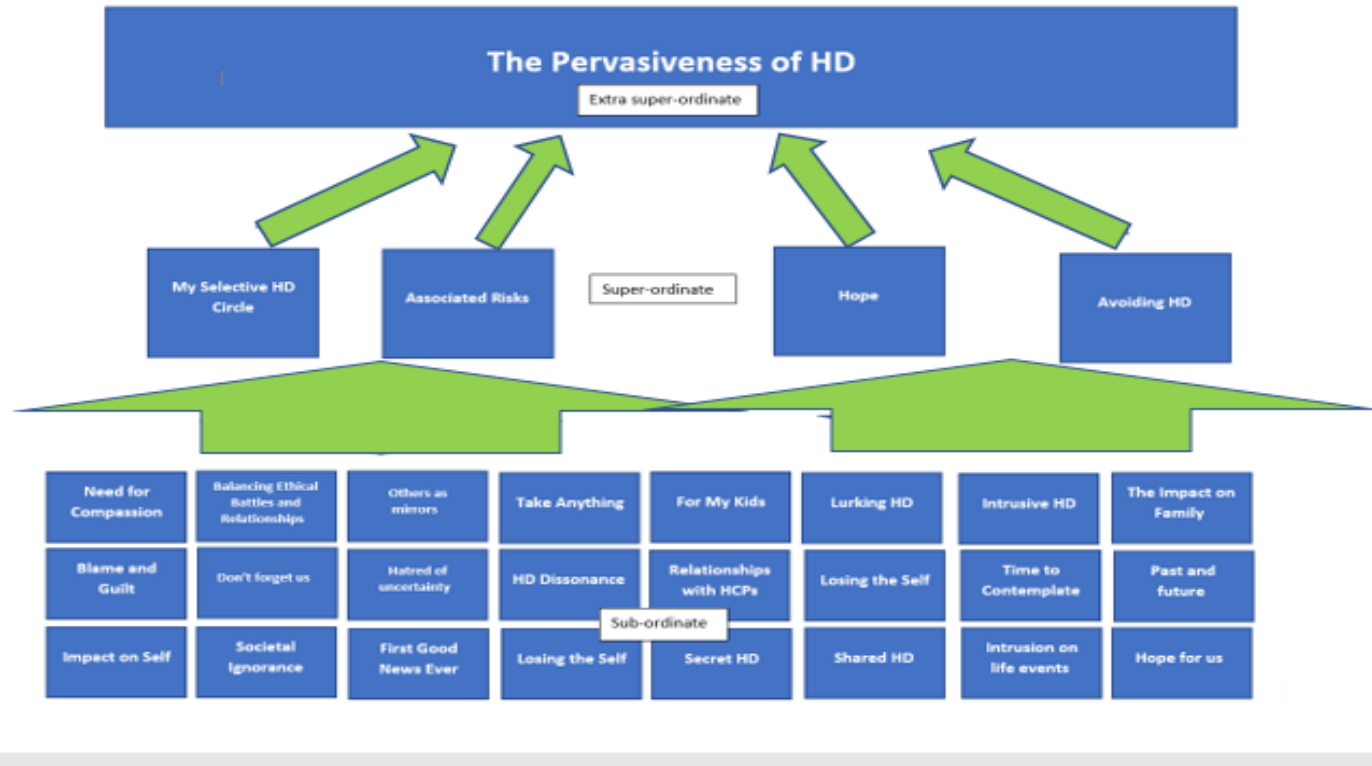 The Pervasiveness of HD
Extra super-ordinate
My Selective HD
Circle
Associated Risks
Super-ordinate
Hope
Avoiding HD
Need for
Compassion
Balancing Ethical
Battles and
Relationships
Others as
mirrors
Take Anything
For My Kids
Lurking HD
Intrusive HD
The Impact on
Family
Blame and
Guilt
Don't forget us
Hatred of
uncertainty
HD Dissonance
Relationships
with HCPs
Losing the Self
Time to
Contemplate
Past and
future
Sub-ordinate
Impact on Self
Societal
Ignorance
First Good
News Ever
Losing the Self
Secret HD
Shared HD
Intrusion on
life events
Hope for us